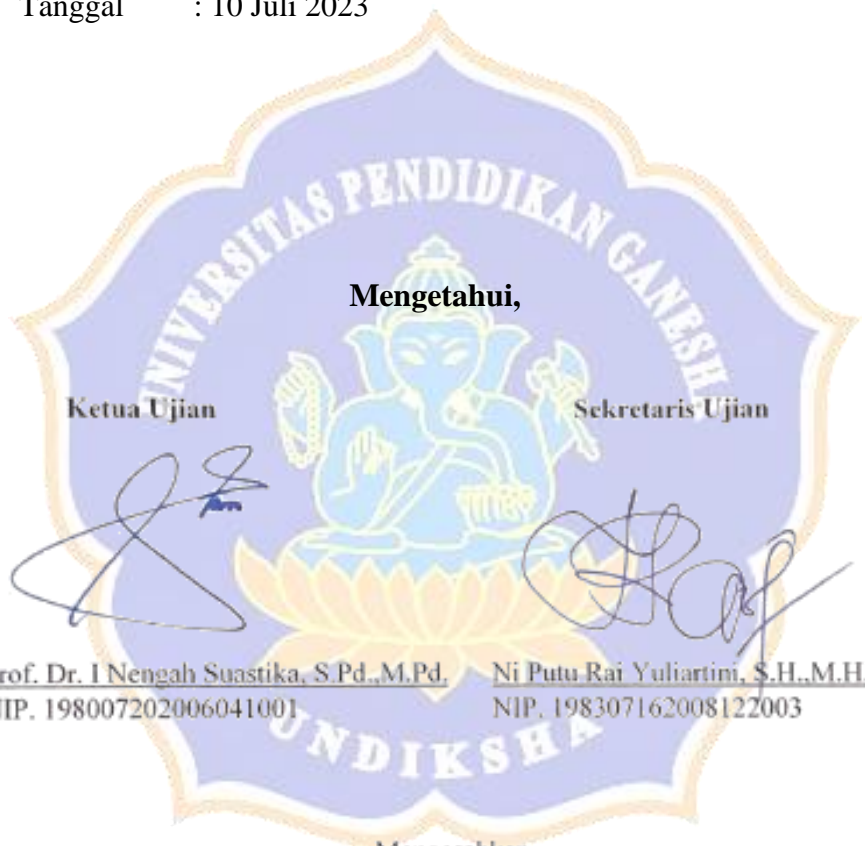 Tanggal : 10 Juli 2023
UNIVERSITAS PENDIDIKAN GANESHA
Mengetahui,
Ketua Ujian Sekretaris Ujian
rof. Dr. I Nengah Suastika, S.Pd.,M.Pd. Ni Putu Rai Yuliartini, S.H.,M.H.
NIP. 198007202006041001 NIP. 198307162008122003
UNDIKSHA